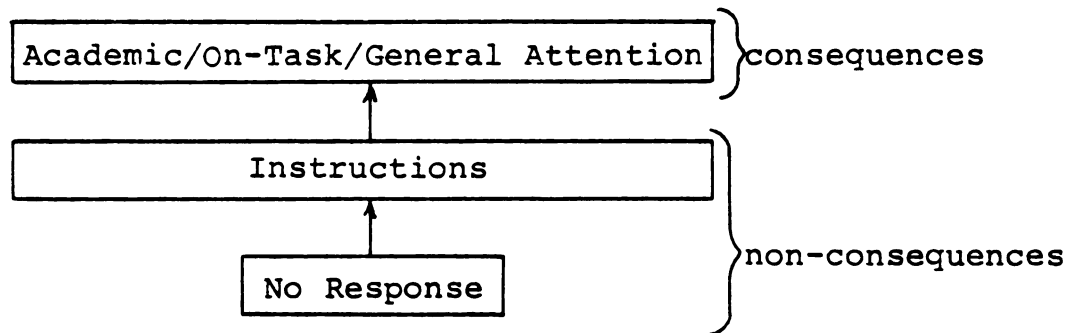 Academic/On-Task/General Attention
consequences
Instructions
non-consequences
No Response